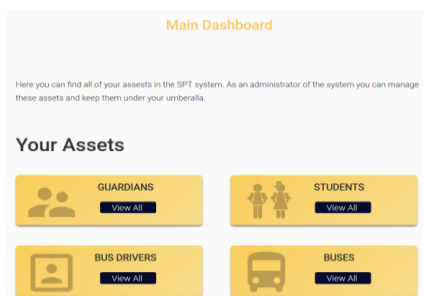 Main Dashboard
Here you can find all of your assests in the SPT system. As an administrator of the system you can manage
these assets and keep them under your umberalla.
Your Assets
GUARDIANS
View All
STUDENTS
View All
BUS DRIVERS
View All
BUSES
View All